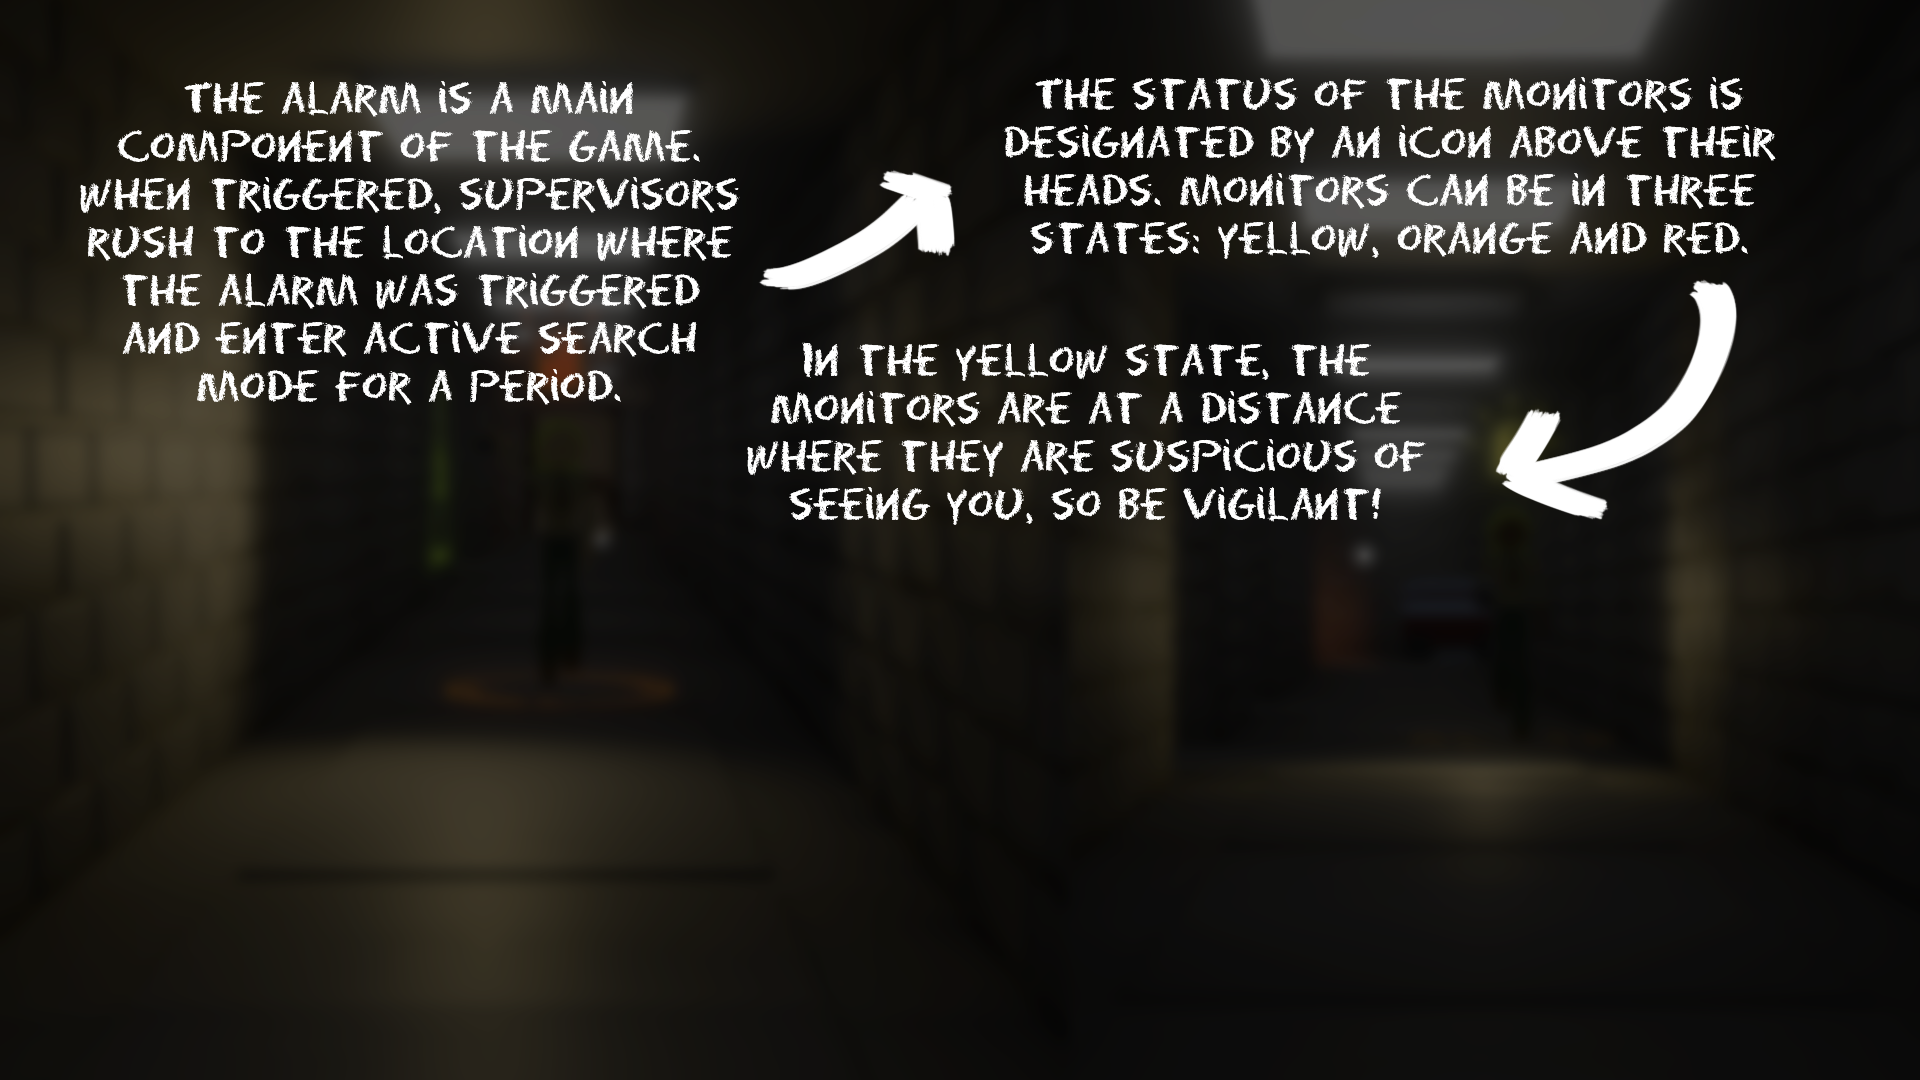 THE ALARM IS A MAIN
COMPONENT OF THE GAME.
WHEN TRIGGERED, SUPERVISORS
RUSH TO THE LOCATION WHERE
THE ALARM WAS TRIGGERED
AND ENTER ACTIVE SEARCH
MODE FOR A PERIOD.
THE STATUS OF THE MONITORS IS
DESIGNATED BY AN ICON ABOVE THEIR
HEADS. MONITORS CAN BE IN THREE
STATES: YELLOW, ORANGE AND RED.
IN THE YELLOW STATE, THE
MONITORS ARE AT A DISTANCE
WHERE THEY ARE SUSPICIOUS OF
SEEING YOU, SO BE VIGILANT!